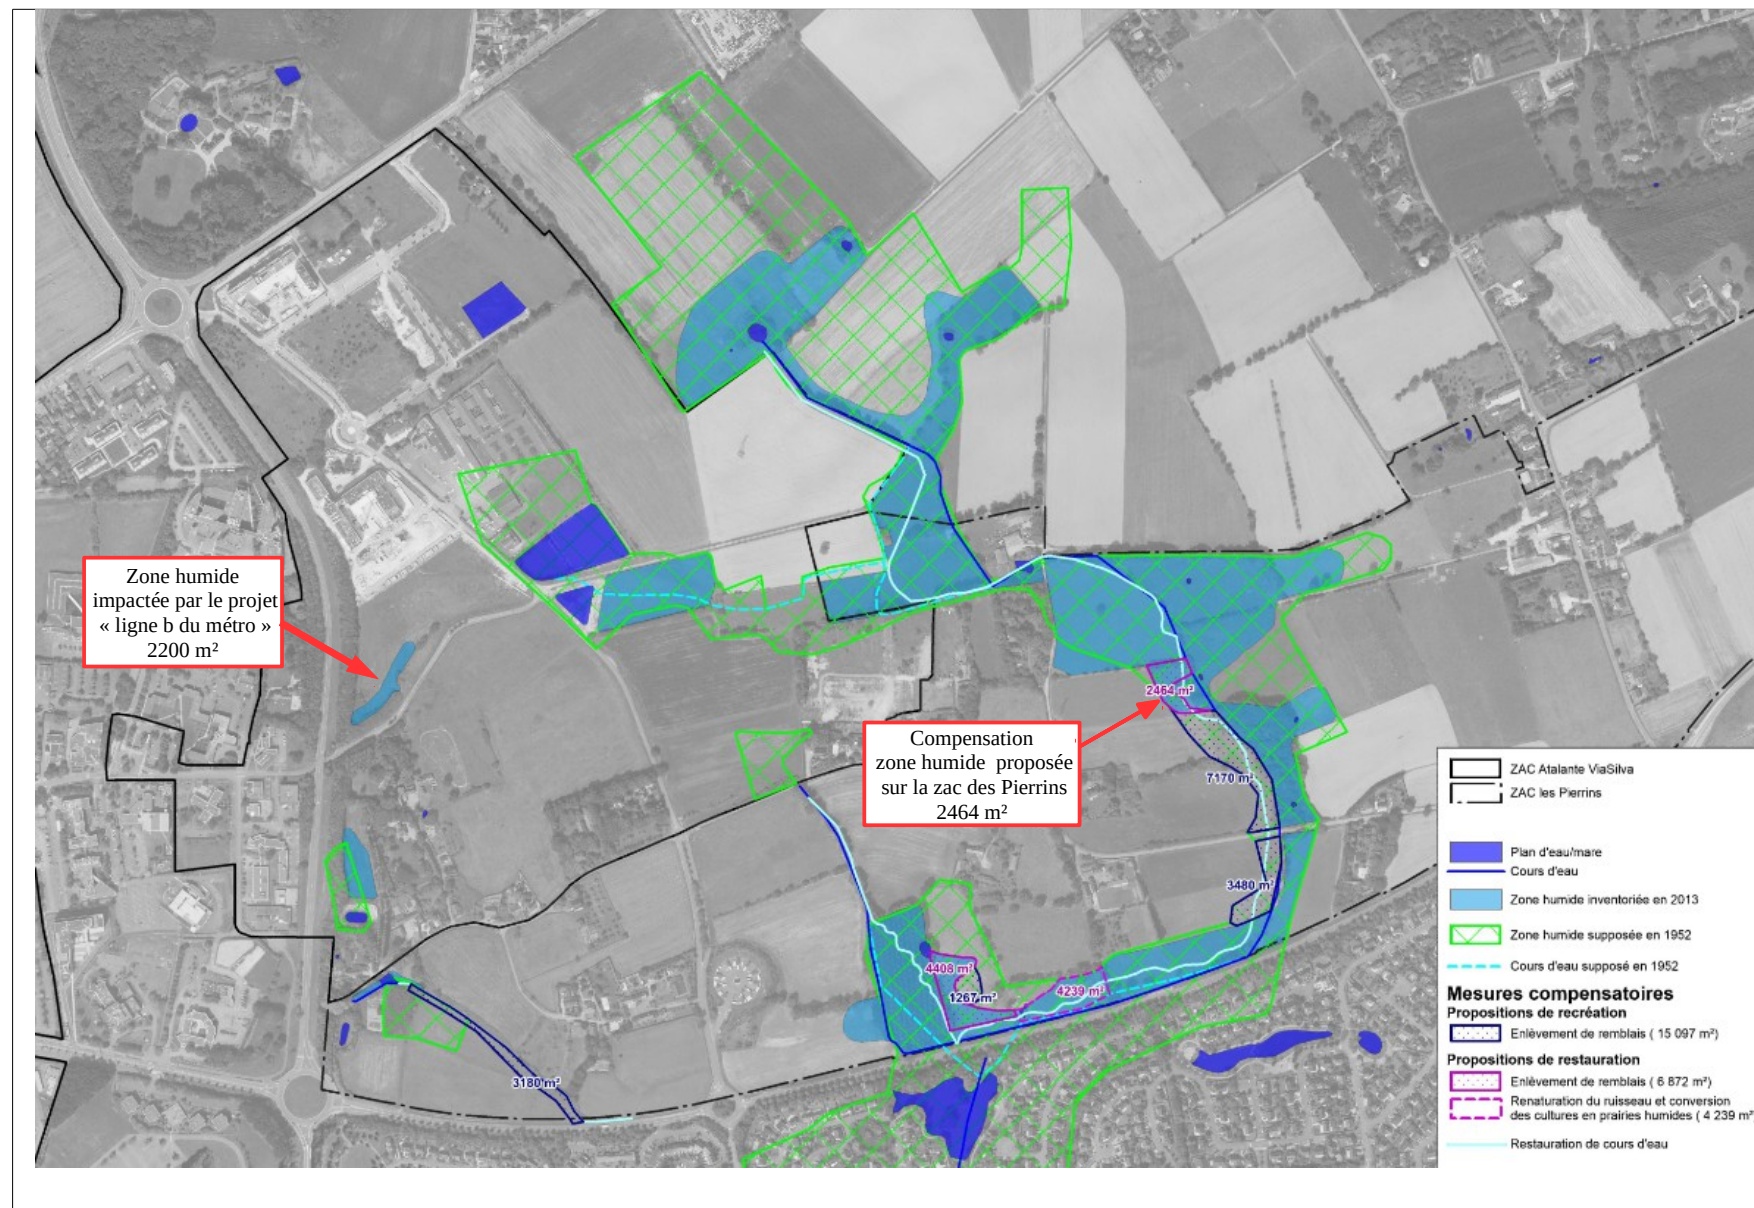 Zone humide
impactée par le projet
« ligne b du métro »
2200 m²
2464 m²
Compensation
zone humide proposée
sur la zac des Pierrins
2464 m²
7170 m²
3480 m²
4408 m²
1267 m²
4239 m²
3180 m²
ZAC Atalante ViaSilva
ZAC les Pierrins
Plan d'eau/mare
Cours d'eau
Zone humide inventoriée en 2013
Zone humide supposée en 1952
Cours d'eau supposé en 1952
Mesures compensatoires
Propositions de recréation
Enlèvement de remblais ( 15 097 m²)
Propositions de restauration
Enlèvement de remblais ( 6 872 m²)
Renaturation du ruisseau et conversion
des cultures en prairies humides ( 4 239 m²
Restauration de cours d'eau